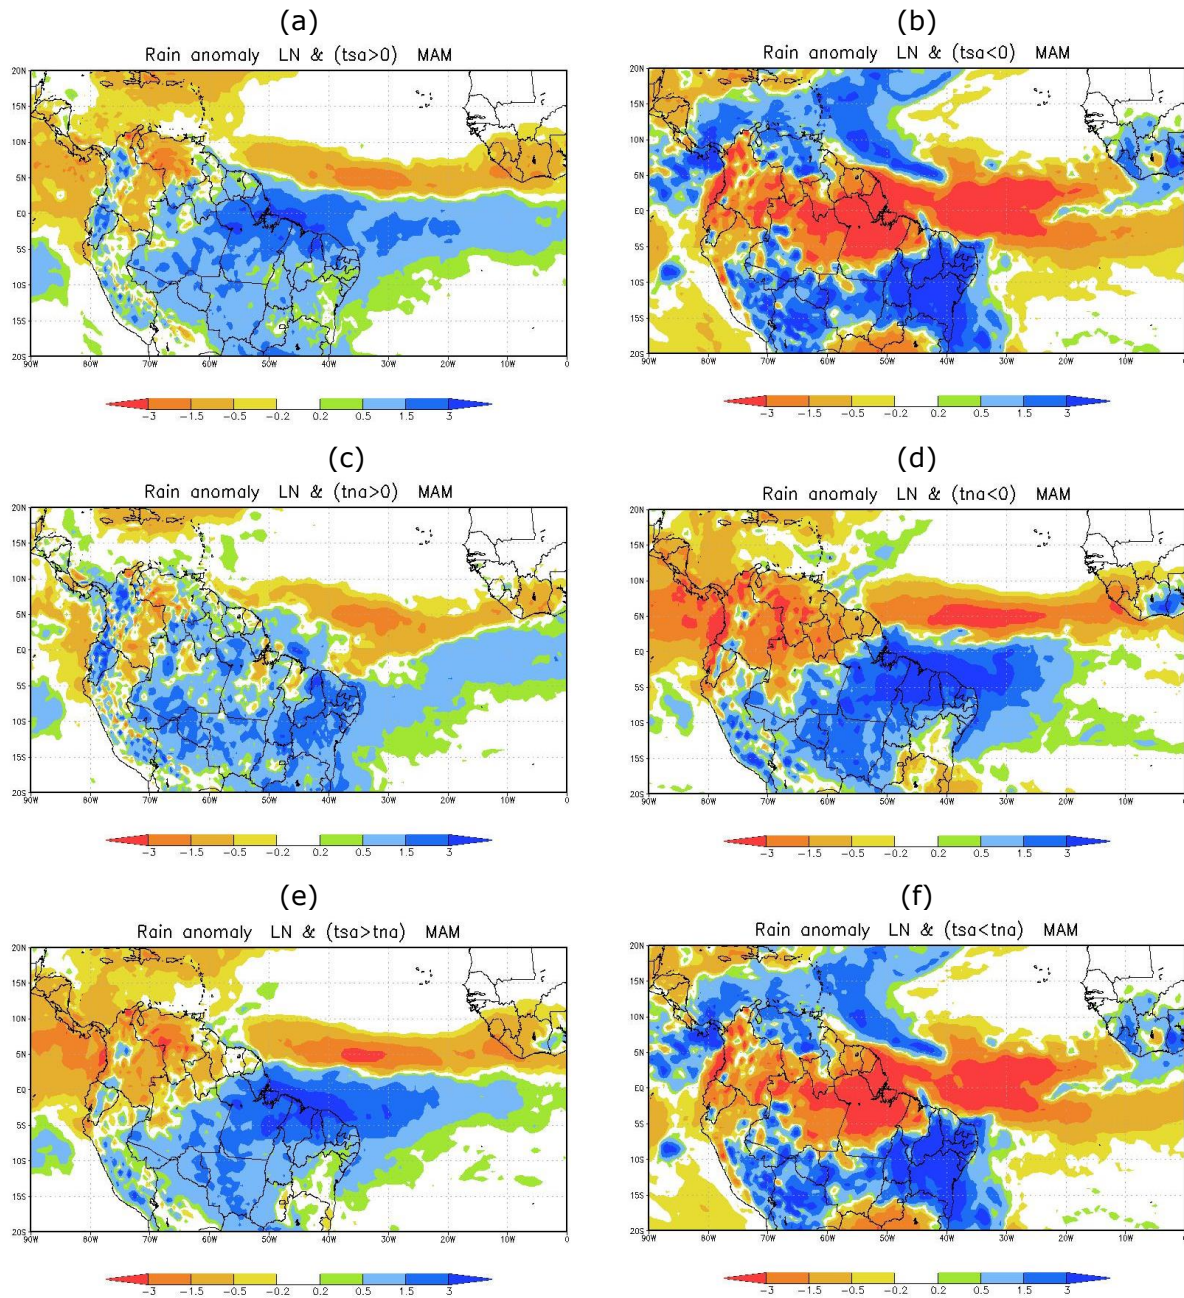 (a)
Rain anomaly LN & (tsa>0) MAM
20N
15N
10N
5N
EQ
5S
10S
15S
20S
90W 80W 70W 60W 50W 40W 30W 20W 10W 0
-3 -1.5 -0.5 -0.2 0.2 0.5 1.5 3
(b)
Rain anomaly LN & (tsa<0) MAM
20N
15N
10N
5N
EQ
5S
10S
15S
20S
90W 80W 70W 60W 50W 40W 30W 20W 10W 0
-3 -1.5 -0.5 -0.2 0.2 0.5 1.5 3
(c)
Rain anomaly LN & (tna>0) MAM
20N
15N
10N
5N
EQ
5S
10S
15S
20S
90W 80W 70W 60W 50W 40W 30W 20W 10W 0
-3 -1.5 -0.5 -0.2 0.2 0.5 1.5 3
(d)
Rain anomaly LN & (tna<0) MAM
20N
15N
10N
5N
EQ
5S
10S
15S
20S
90W 80W 70W 60W 50W 40W 30W 20W 10W 0
-3 -1.5 -0.5 -0.2 0.2 0.5 1.5 3
(e)
Rain anomaly LN & (tsa>tna) MAM
20N
15N
10N
5N
EQ
5S
10S
15S
20S
90W 80W 70W 60W 50W 40W 30W 20W 10W 0
-3 -1.5 -0.5 -0.2 0.2 0.5 1.5 3
(f)
Rain anomaly LN & (tsa<tna) MAM
20N
15N
10N
5N
EQ
5S
10S
15S
20S
90W 80W 70W 60W 50W 40W 30W 20W 10W 0
-3 -1.5 -0.5 -0.2 0.2 0.5 1.5 3